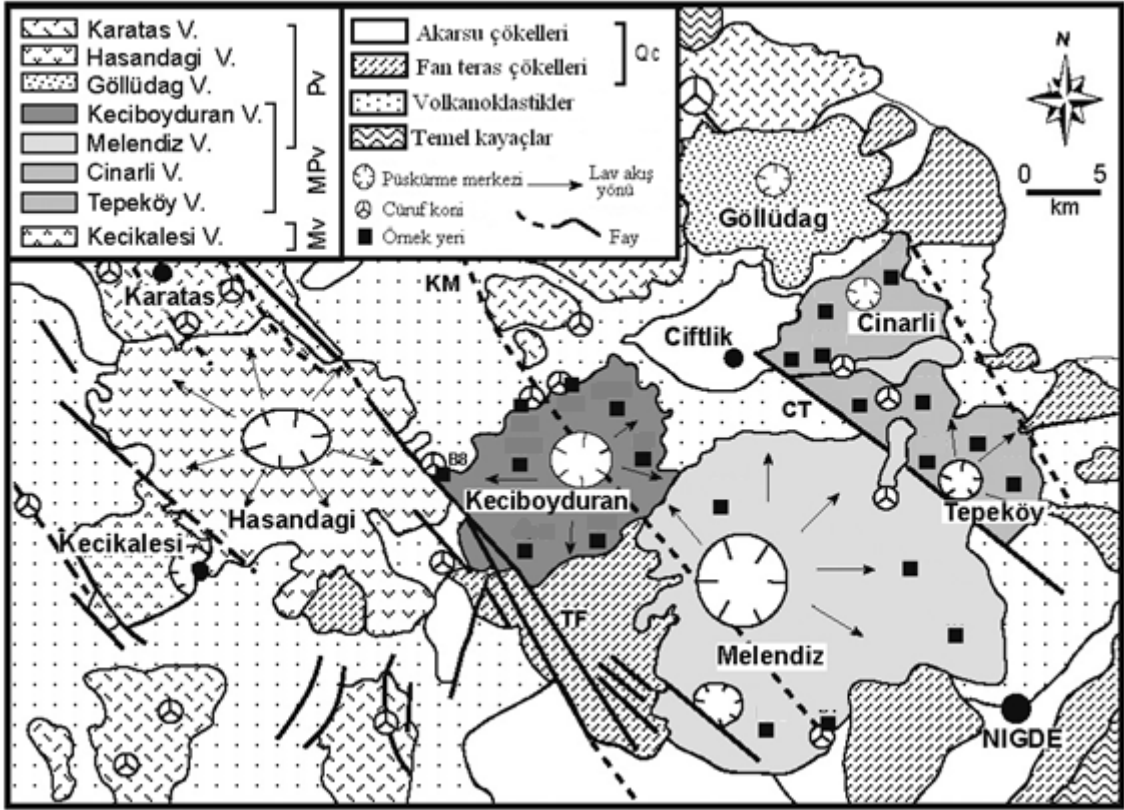 Karatas V.
Hasandagi V.
Göllüdag V.
Keciboyduran V.
Melendiz V.
Cinarli V.
Tepeköy V.
Kecikalesi V.
Pv
MPv
Mv
Akarsu çökelleri
Fan teras çökelleri
Qc
Volkanoklastikler
Temel kayaçlar
Püskürme merkezi
Lav akış
yönü
Cüruf koni
Örnek yeri
Fay
N
0 5
km
Göllüdag
KM
Karatas
Ciftlik
Cinarli
CT
B8
Keciboyduran
Tepeköy
Hasandagi
Kecikalesi
TF
Melendiz
NIGDE